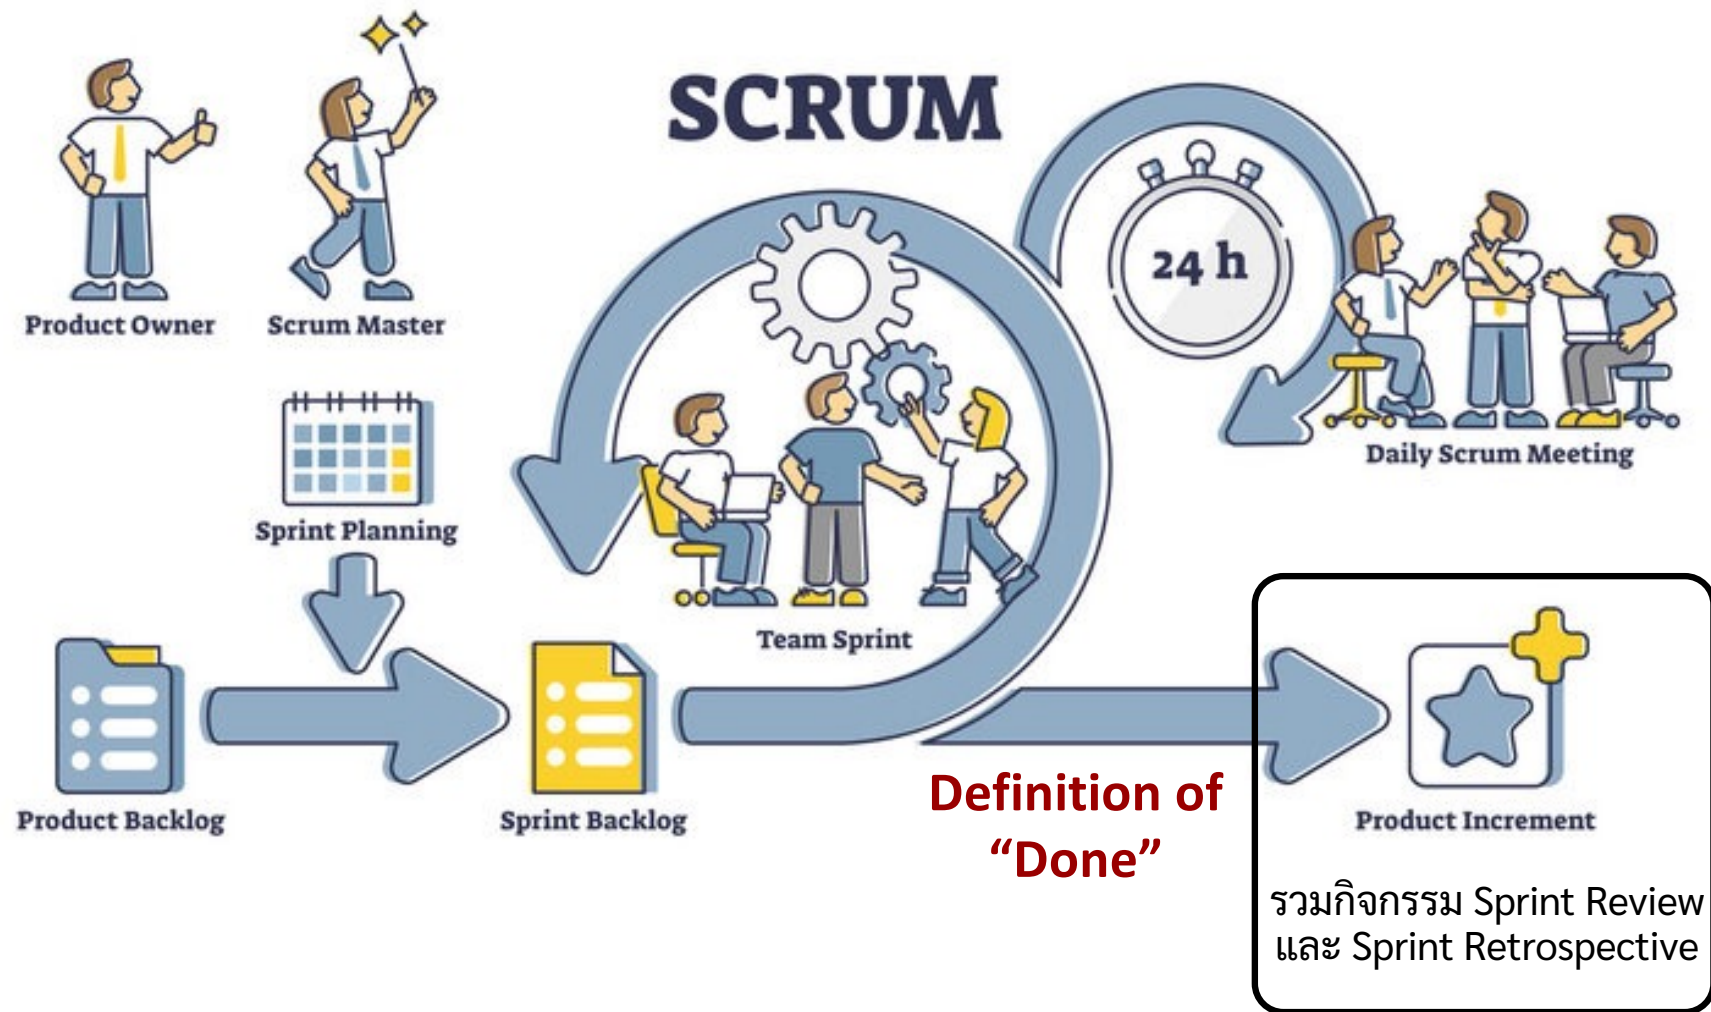 SCRUM
24 h
Product Owner
Scrum Master
Daily Scrum Meeting
Sprint Planning
Team Sprint
Product Backlog
Sprint Backlog
Definition of
“Done”
Product Increment
รวมกิจกรรม Sprint Review
และ Sprint Retrospective